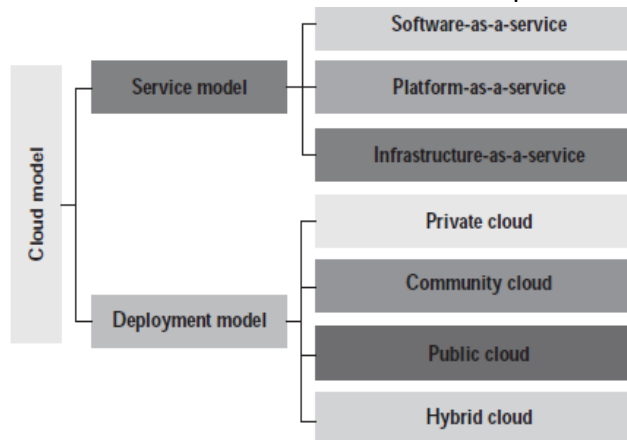 Cloud model
Service model
Software-as-a-service
Platform-as-a-service
Infrastructure-as-a-service
Deployment model
Private cloud
Community cloud
Public cloud
Hybrid cloud